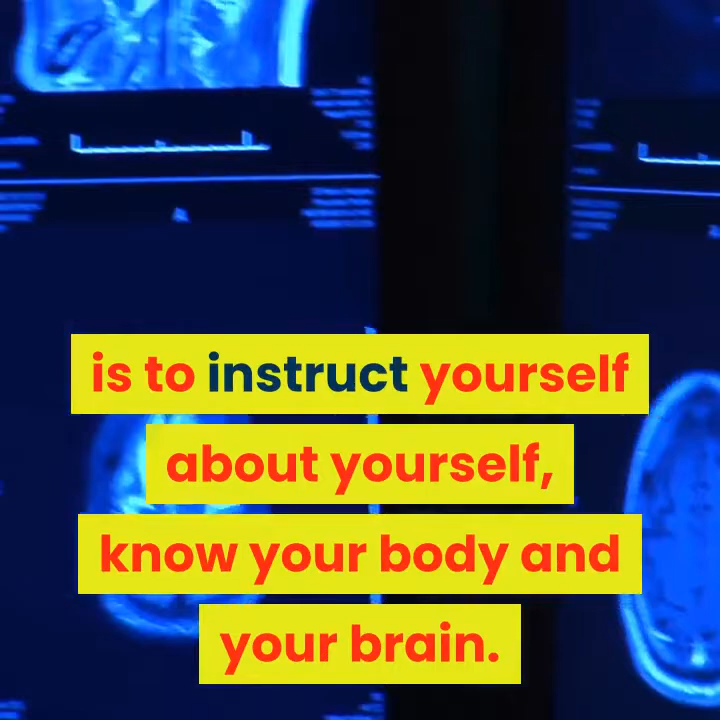 is to instruct yourself
about yourself,
know your body and
your brain.